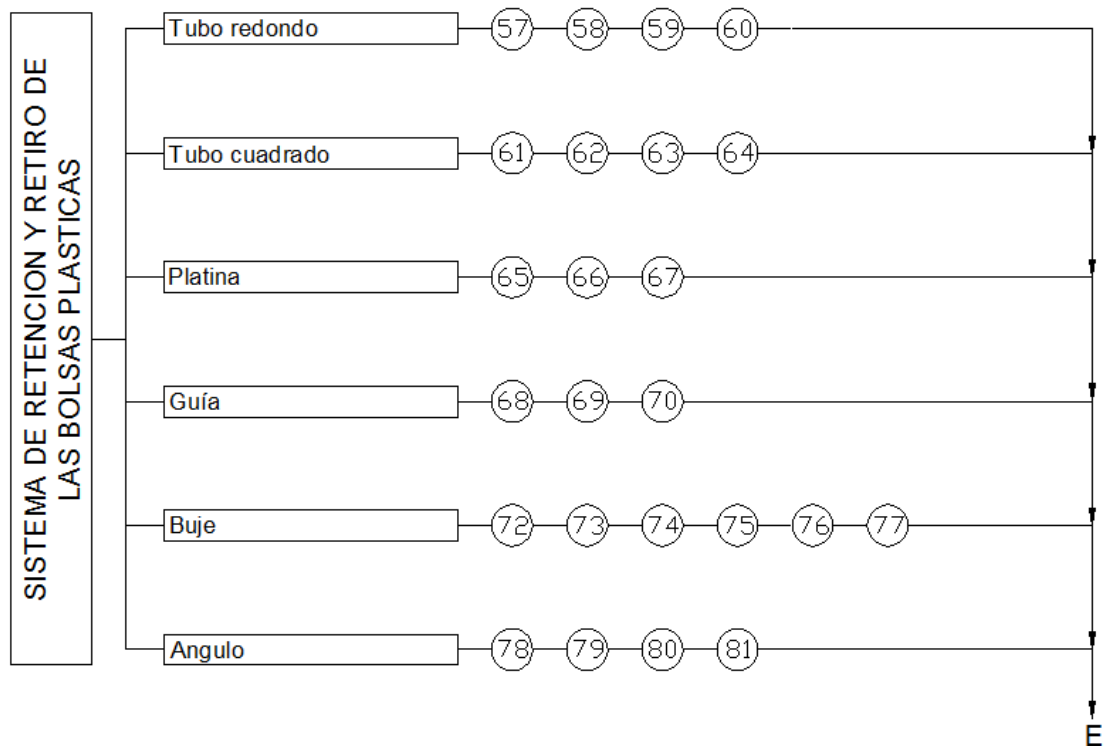 SISTEMA DE RETENCION Y RETIRO DE
LAS BOLSAS PLASTICAS
Tubo redondo 57 58 59 60
Tubo cuadrado 61 62 63 64
Platina 65 66 67
Guía 68 69 70
Buje 72 73 74 75 76 77
Angulo 78 79 80 81
E